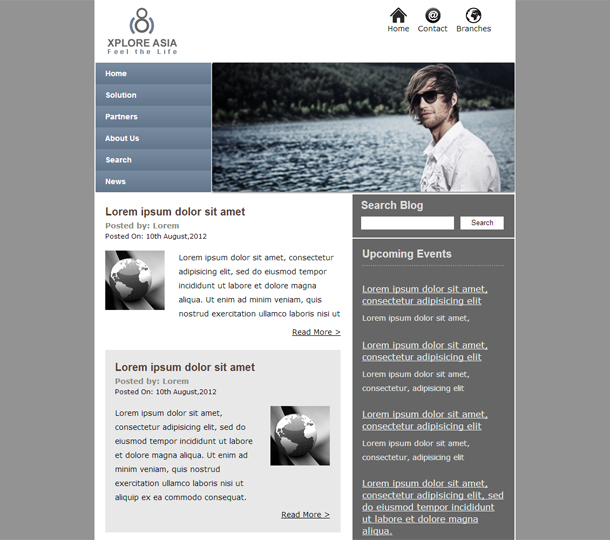 XPLORE ASIA
Feel the Life
Home Contact Branches
Home
Solution
Partners
About Us
Search
News
Lorem ipsum dolor sit amet
Posted by: Lorem
Posted On: 10th August,2012
Lorem ipsum dolor sit amet, consectetur
adipisicing elit, sed do eiusmod tempor
incididunt ut labore et dolore magna
aliqua. Ut enim ad minim veniam, quis
nostrud exercitation ullamco laboris nisi ut
Read More >
Lorem ipsum dolor sit amet
Posted by: Lorem
Posted On: 10th August,2012
Lorem ipsum dolor sit amet,
consectetur adipisicing elit, sed do
eiusmod tempor incididunt ut labore
et dolore magna aliqua. Ut enim ad
minim veniam, quis nostrud
exercitation ullamco laboris nisi ut
aliquip ex ea commodo consequat.
Read More >
Search Blog
Search
Upcoming Events
Lorem ipsum dolor sit amet,
consectetur adipisicing elit
Lorem ipsum dolor sit amet,
Lorem ipsum dolor sit amet,
consectetur adipisicing elit
Lorem ipsum dolor sit amet,
consectetur, adipisicing elit
Lorem ipsum dolor sit amet,
consectetur adipisicing elit
Lorem ipsum dolor sit amet,
consectetur, adipisicing elit
Lorem ipsum dolor sit amet,
consectetur adipisicing elit, sed
do eiusmod tempor incididunt
ut labore et dolore magna
aliqua.